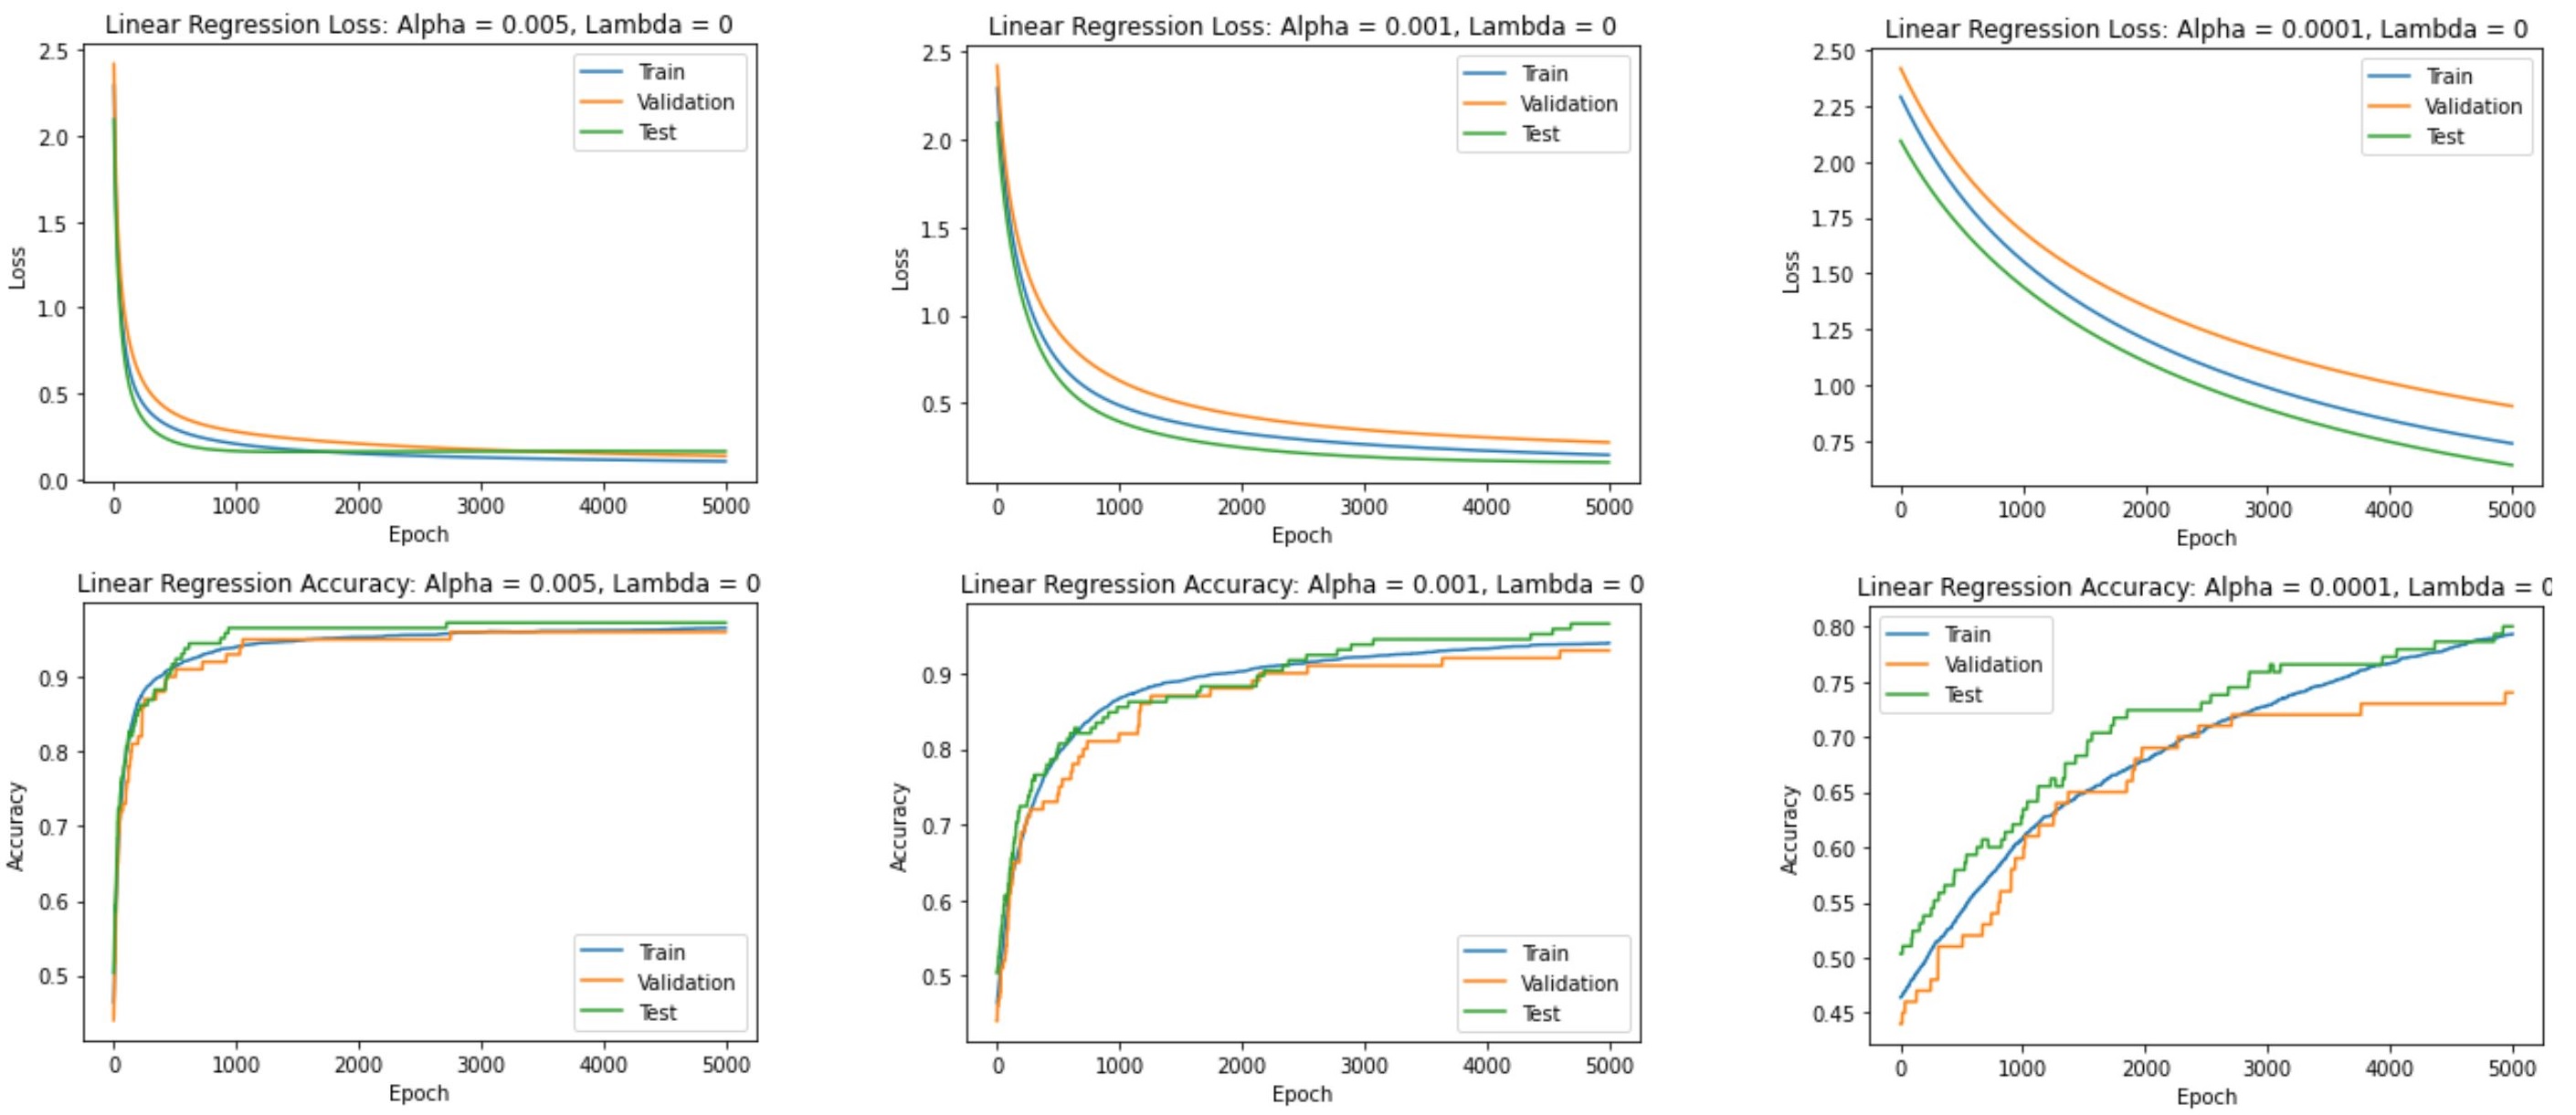 Linear Regression Loss: Alpha = 0.005, Lambda = 0
2.5
2.0
1.5
1.0
0.5
0.0
Loss
Train
Validation
Test
0 1000 2000 3000 4000 5000
Epoch
Linear Regression Loss: Alpha = 0.001, Lambda = 0
2.5
2.0
1.5
1.0
0.5
Loss
Train
Validation
Test
0 1000 2000 3000 4000 5000
Epoch
Linear Regression Loss: Alpha = 0.0001, Lambda = 0
2.50
2.25
2.00
1.75
1.50
1.25
1.00
0.75
Loss
Train
Validation
Test
0 1000 2000 3000 4000 5000
Epoch
Linear Regression Accuracy: Alpha = 0.005, Lambda = 0
0.9
0.8
0.7
0.6
0.5
Accuracy
Train
Validation
Test
0 1000 2000 3000 4000 5000
Epoch
Linear Regression Accuracy: Alpha = 0.001, Lambda = 0
0.9
0.8
0.7
0.6
0.5
Accuracy
Train
Validation
Test
0 1000 2000 3000 4000 5000
Epoch
Linear Regression Accuracy: Alpha = 0.0001, Lambda = 0
0.80
0.75
0.70
0.65
0.60
0.55
0.50
0.45
Accuracy
Train
Validation
Test
0 1000 2000 3000 4000 5000
Epoch